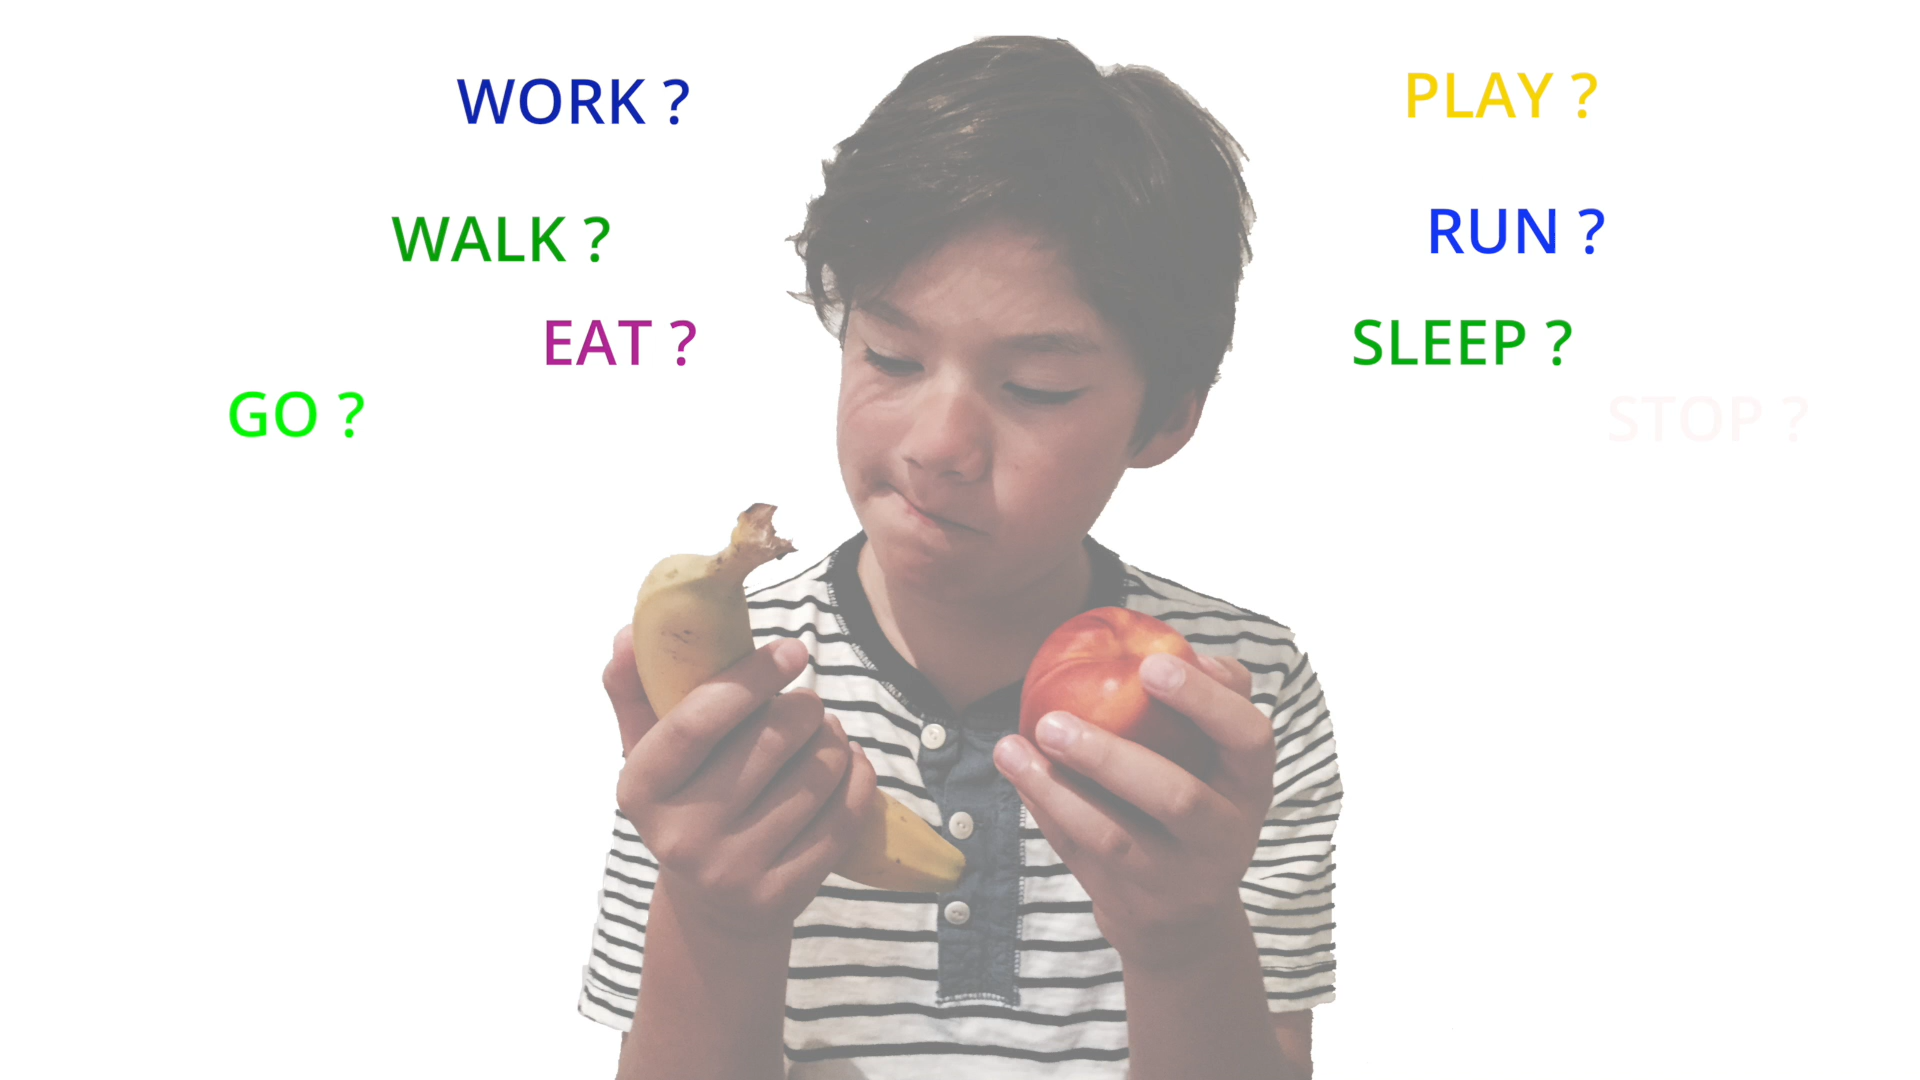 WORK ?
PLAY ?
WALK ?
RUN ?
EAT ?
SLEEP ?
GO ?
STOP ?